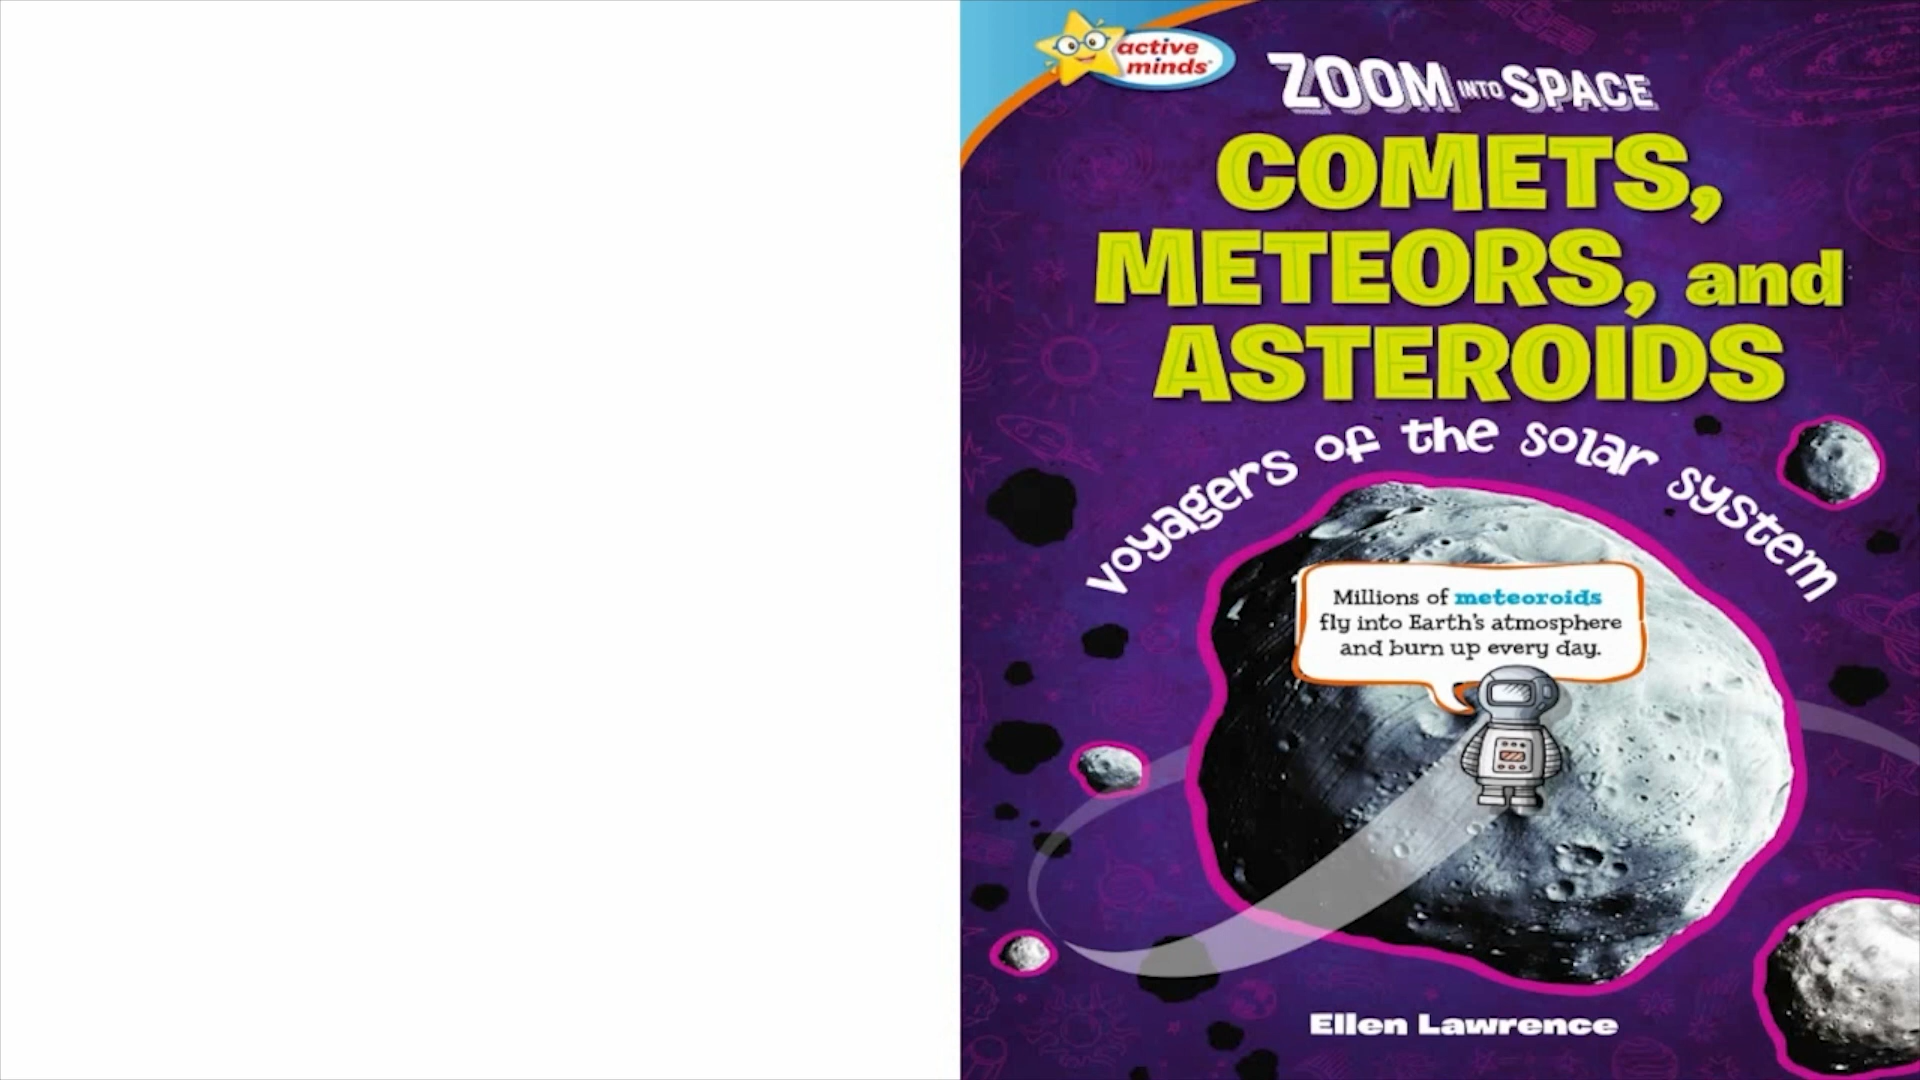 active
minds
ZOOM INTO SPACE
COMETS,
METEORS, and
ASTEROIDS
voyagers of the solar system
Millions of meteoroids
fly into Earth's atmosphere
and burn up every day.
Ellen Lawrence